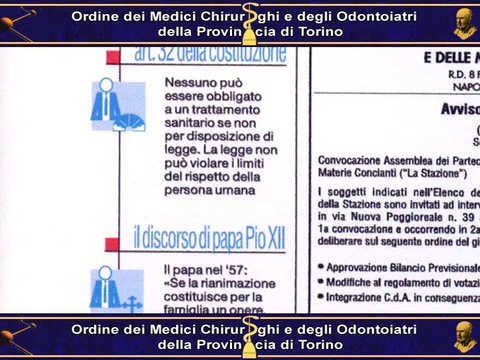 Ordine dei Medici Chirurghi e degli Odontoiatri
della Provincia di Torino
art. 32 della costituzione
Nessuno può
essere obbligato
a un trattamento
sanitario se non
per disposizione di
legge. La legge non
può violare i limiti
del rispetto della
persona umana
il discorso di papa Pio XII
Il papa nel '57:
«Se la rianimazione
costituisce per la
famiglia un onere
E DELLE M
R.D. 8 F
NAPO
Avviso
(
S
Convocazione Assemblea dei Partec
Materie Concianti ("La Stazione")
I soggetti indicati nell'Elenco de
della Stazione sono invitati ad interv
in via Nuova Poggioreale n. 39 a
1a convocazione e occorrendo in 2a
deliberare sul seguente ordine del gi
• Approvazione Bilancio Previsionale
• Modifiche al regolamento di votazio
• Integrazione C.d.A. in conseguenza
Ordine dei Medici Chirurghi e degli Odontoiatri
della Provincia di Torino